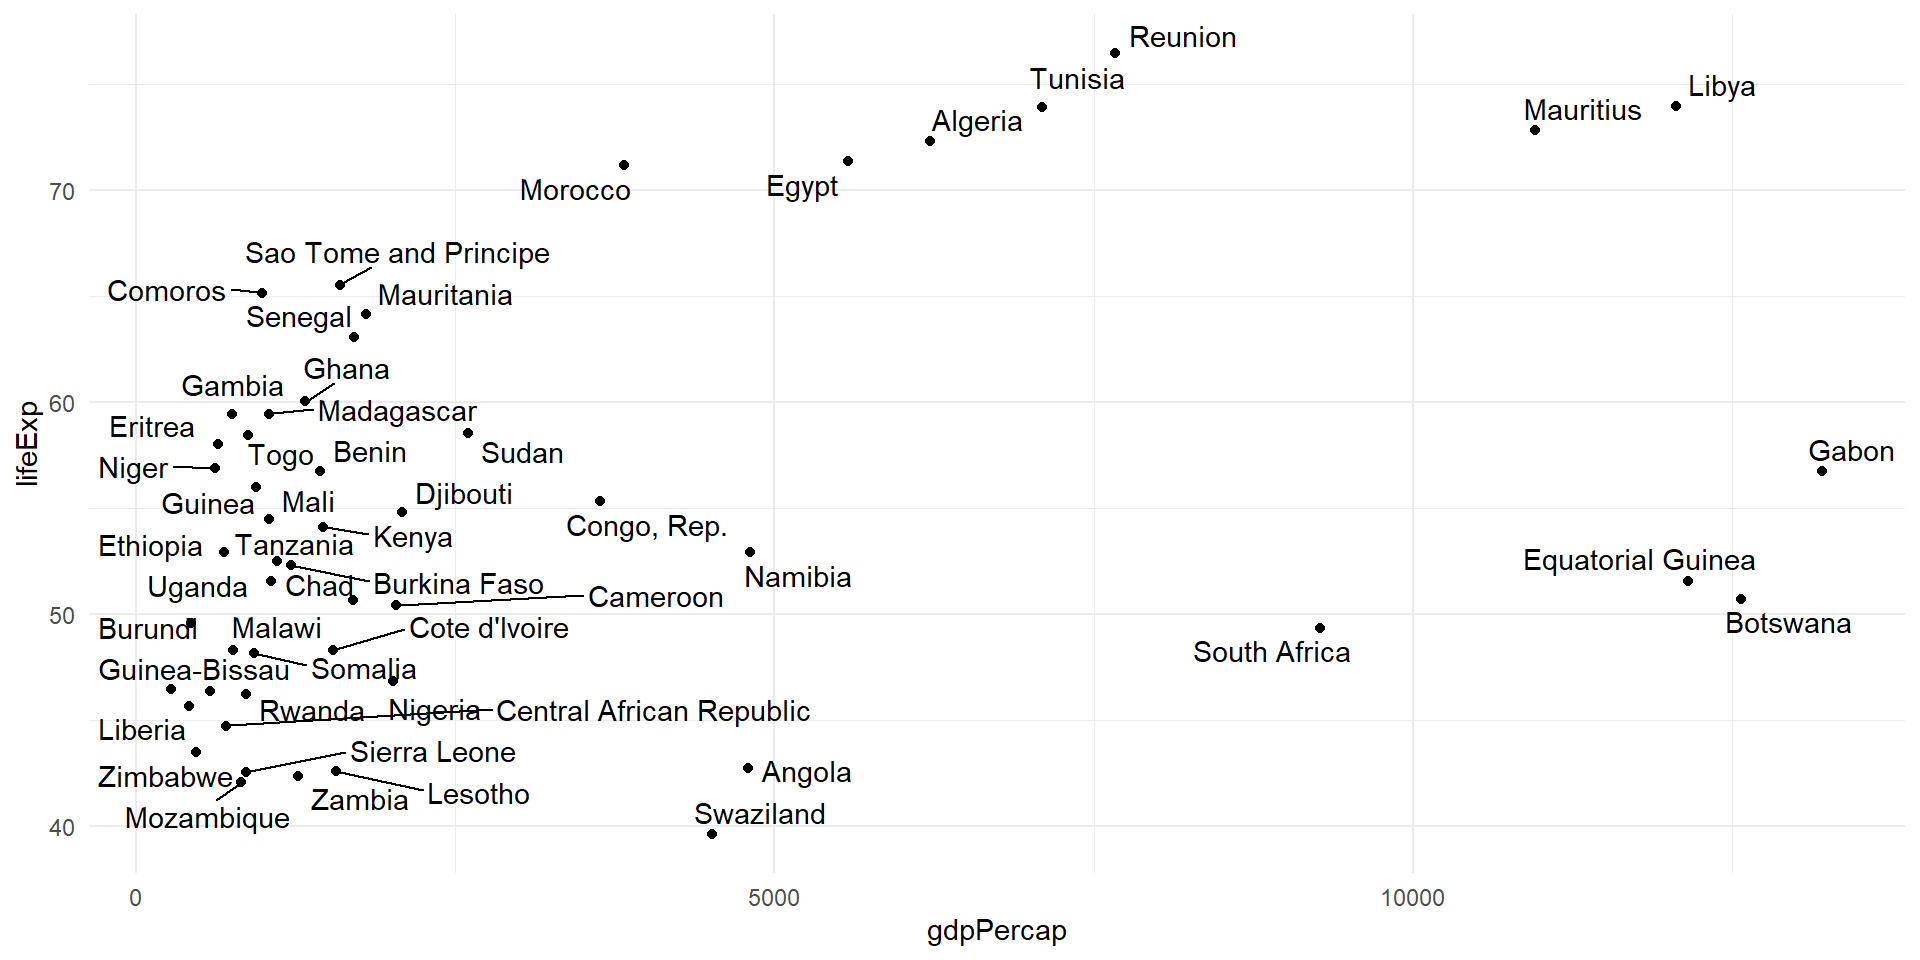 Reunion
Tunisia
Libya
Mauritius
Algeria
Egypt
Morocco
70
Sao Tome and Principe
Comoros
Mauritania
Senegal
Ghana
Gambia
60
Madagascar
Eritrea
Togo
Benin
Sudan
Gabon
Niger
Guinea
Mali
Djibouti
Congo, Rep.
Kenya
Ethiopia
Tanzania
Equatorial Guinea
Namibia
Uganda
Chad
Burkina Faso
Cameroon
50
Burundi
Malawi
Cote d'Ivoire
Botswana
South Africa
Guinea-Bissau
Somalia
Rwanda
Nigeria
Central African Republic
Liberia
Sierra Leone
Zimbabwe
Angola
Lesotho
Zambia
Mozambique
Swaziland
40
lifeExp
0
5000
10000
gdpPercap